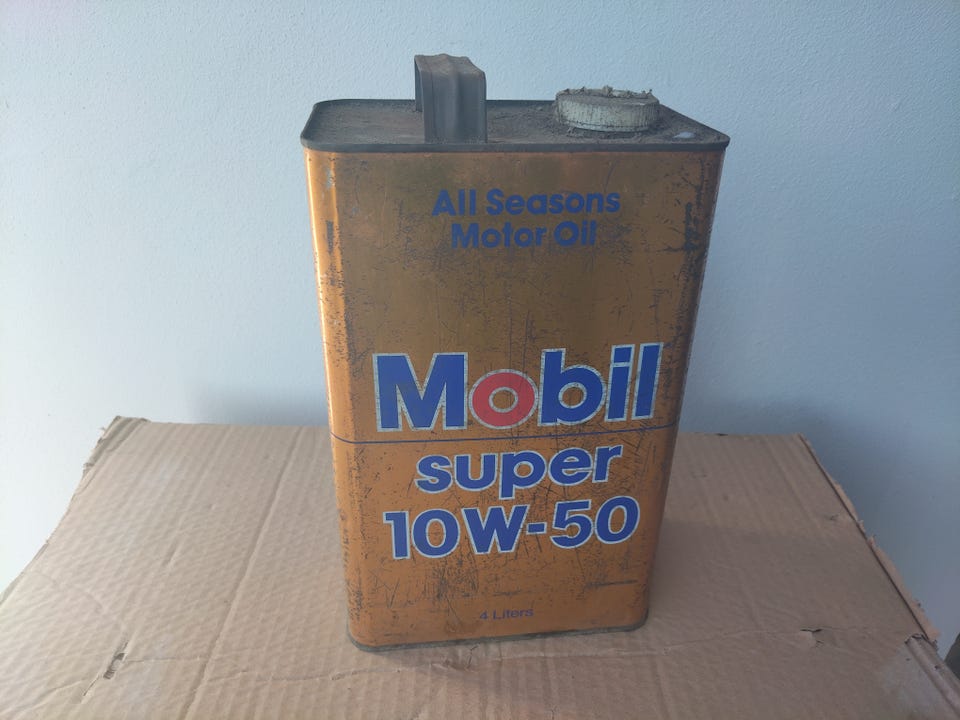 All Seasons
Motor Oil
Mobil
super
10W-50
4 Liters